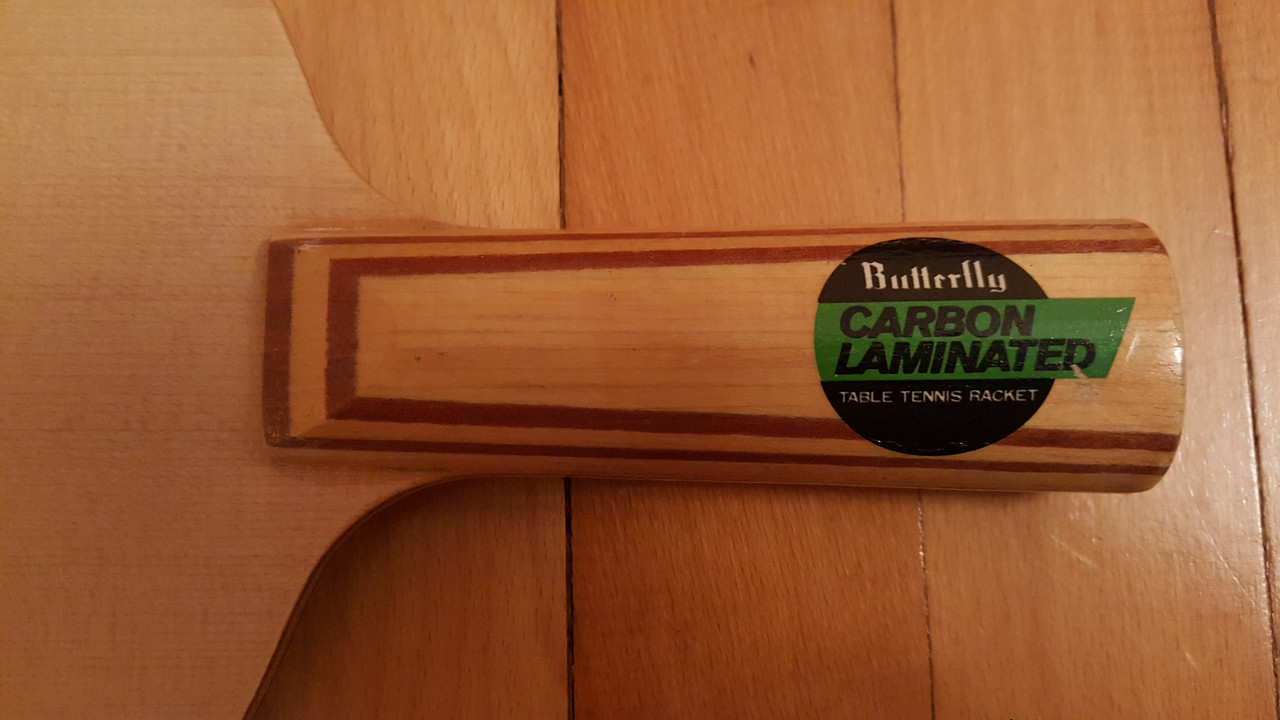 Butterfly
CARBON
LAMINATED
TABLE TENNIS RACKET